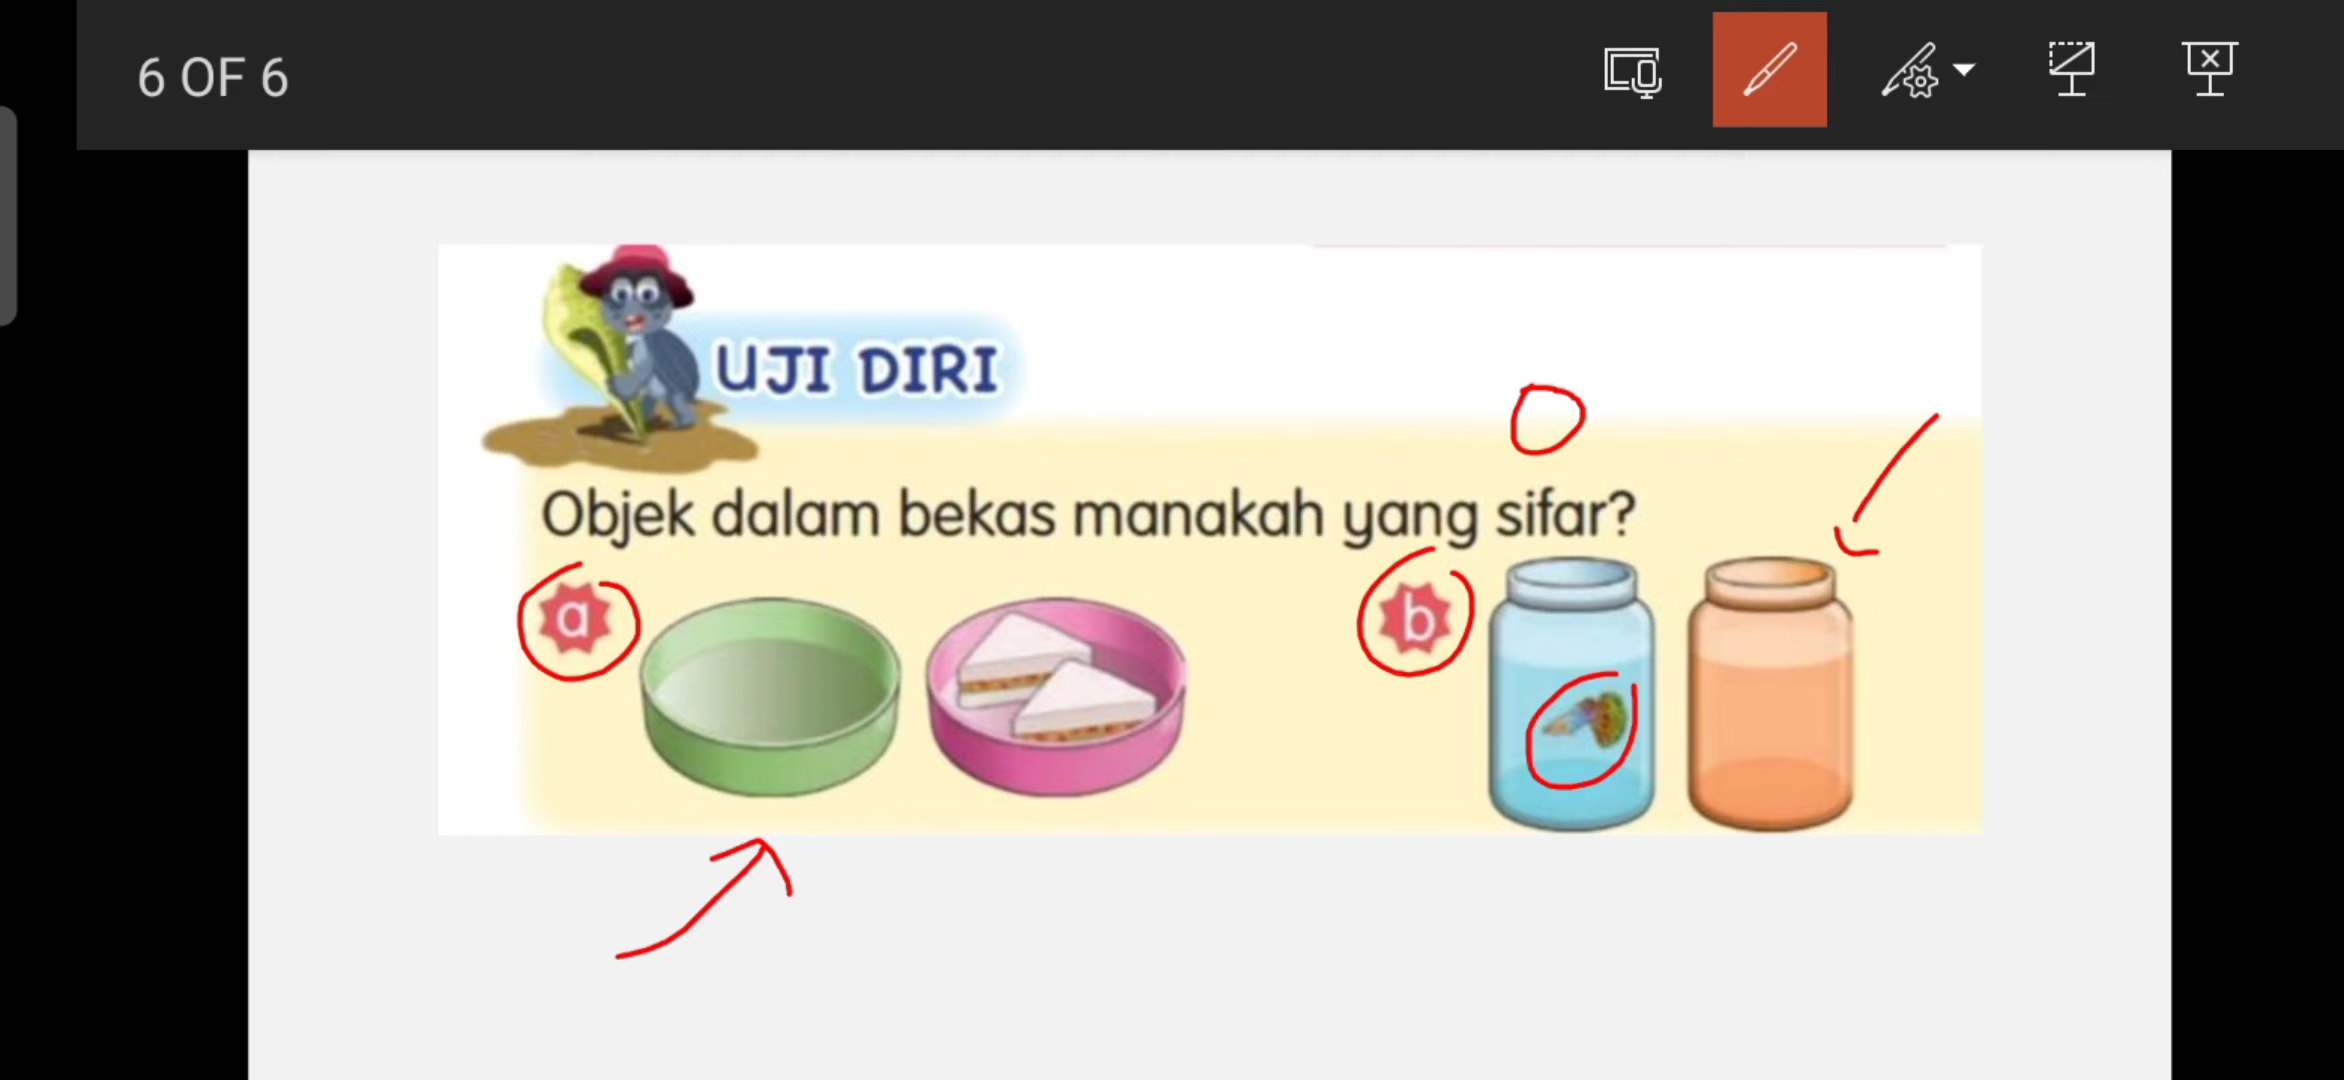 6 OF 6
UJI DIRI
0
Objek dalam bekas manakah yang sifar?
a
b